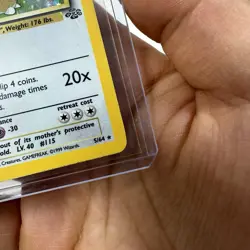 , Weight: 176 lbs.
lip 4 coins.
damage times
20x
retreat cost
-30
out of its mother's protective
old. LV. 40 #115
Creatures, GAMEFREAK. ©1999 Wizards.
5/64 ★